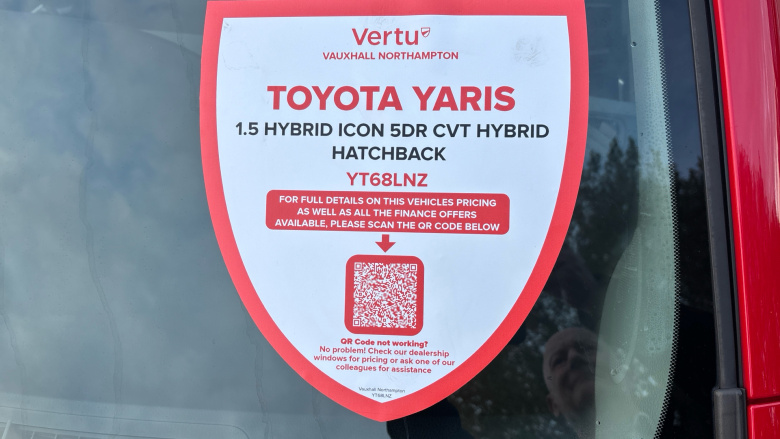 Vertu
VAUXHALL NORTHAMPTON
TOYOTA YARIS
1.5 HYBRID ICON 5DR CVT HYBRID
HATCHBACK
YT68LNZ
FOR FULL DETAILS ON THIS VEHICLES PRICING
AS WELL AS ALL THE FINANCE OFFERS
AVAILABLE, PLEASE SCAN THE QR CODE BELOW
QR Code not working?
No problem! Check our dealership
windows for pricing or ask one of our
colleagues for assistance
Vauxhall Northampton
YT68LNZ